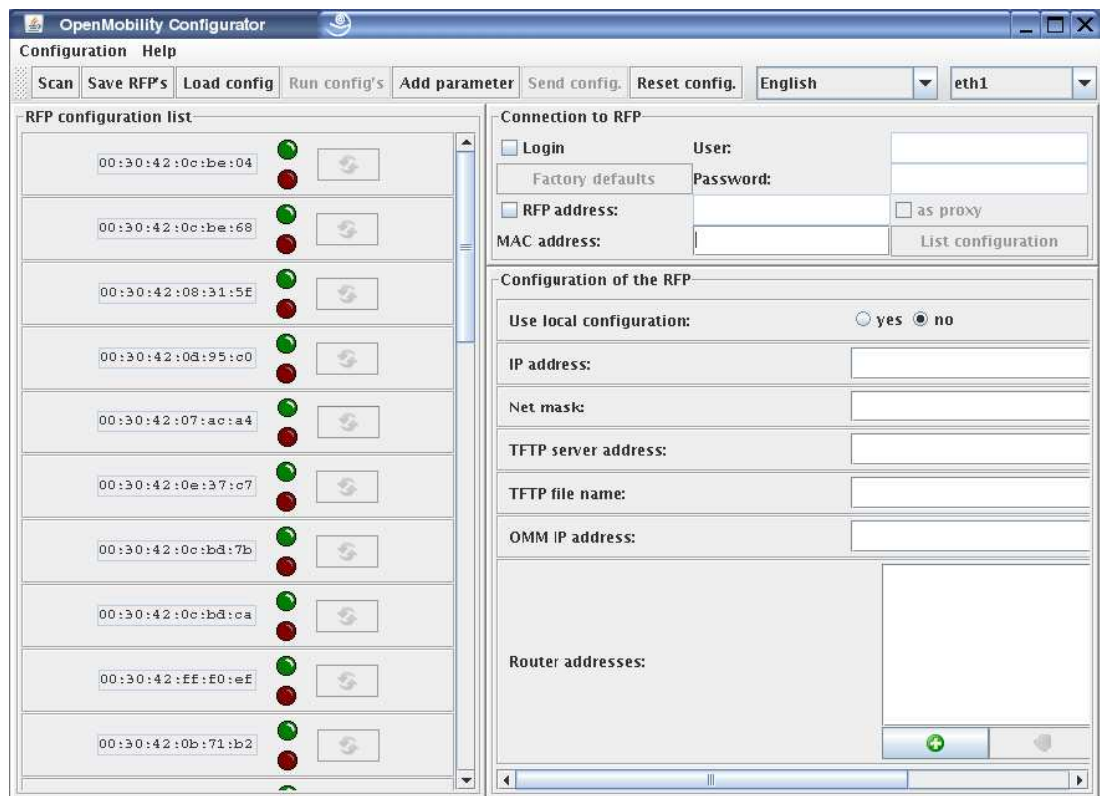 OpenMobility Configurator
Configuration Help
Scan Save RFP's Load config Run config's Add parameter Send config. Reset config. English eth1
RFP configuration list
00:30:42:0c:be:04
00:30:42:0c:be:68
00:30:42:08:31:5f
00:30:42:0d:95:c0
00:30:42:07:ac:a4
00:30:42:0e:37:c7
00:30:42:0c:bd:7b
00:30:42:0c:bd:ca
00:30:42:ff:f0:ef
00:30:42:0b:71:b2
Connection to RFP
Login User:
Factory defaults Password:
RFP address: as proxy
MAC address: List configuration
Configuration of the RFP
Use local configuration: yes no
IP address:
Net mask:
TFTP server address:
TFTP file name:
OMM IP address:
Router addresses: